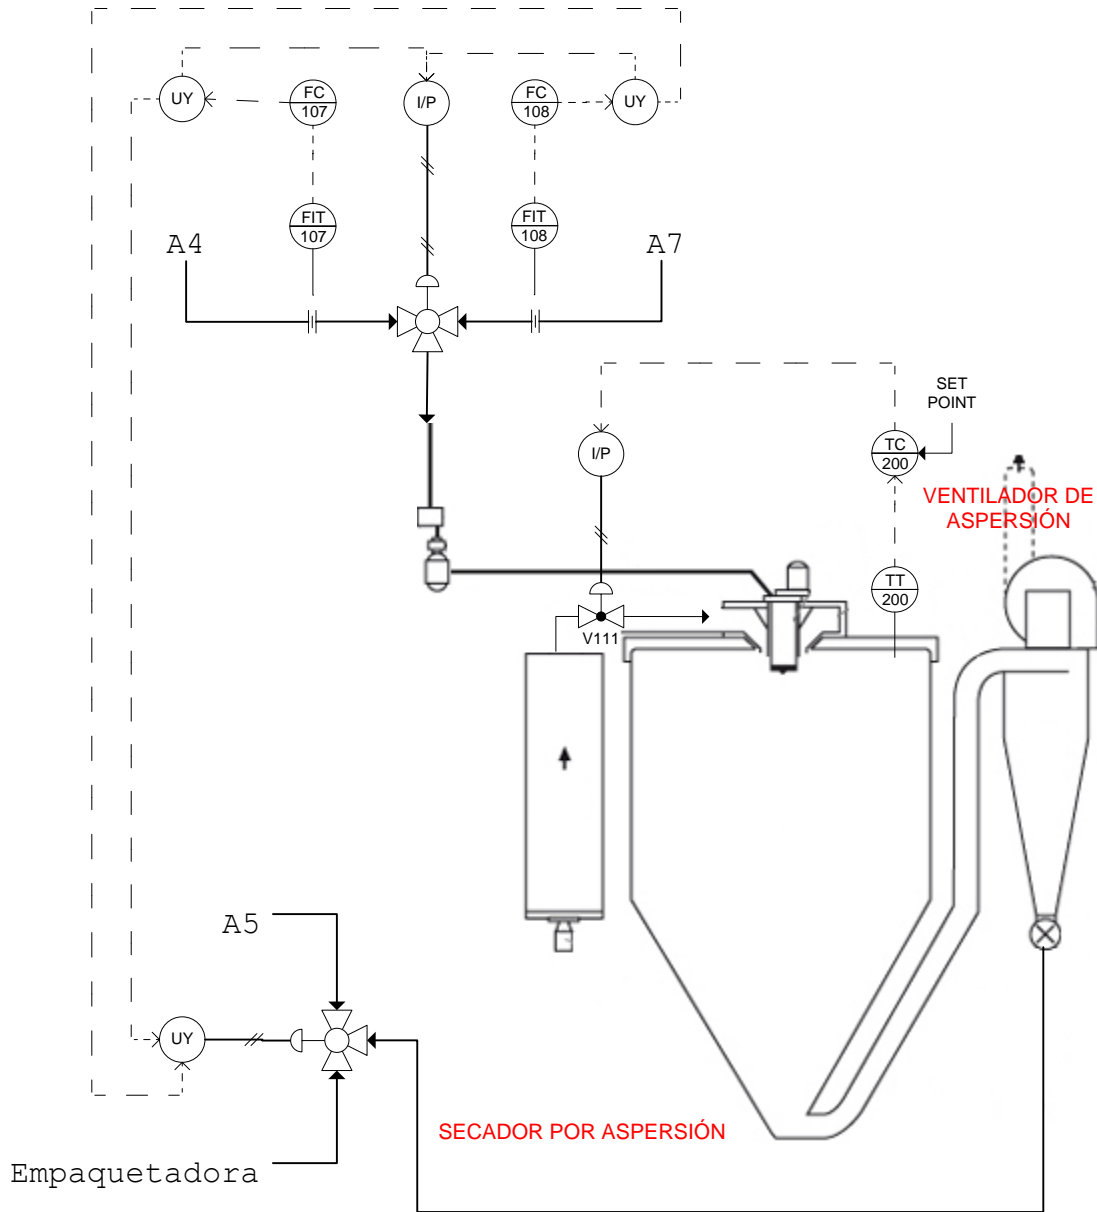 UY
FC
107
I/P
FC
108
UY
FIT
107
FIT
108
A4
A7
SET
POINT
I/P
TC
200
VENTILADOR DE
ASPERSIÓN
TT
200
V111
A5
UY
SECADOR POR ASPERSIÓN
Empaquetadora